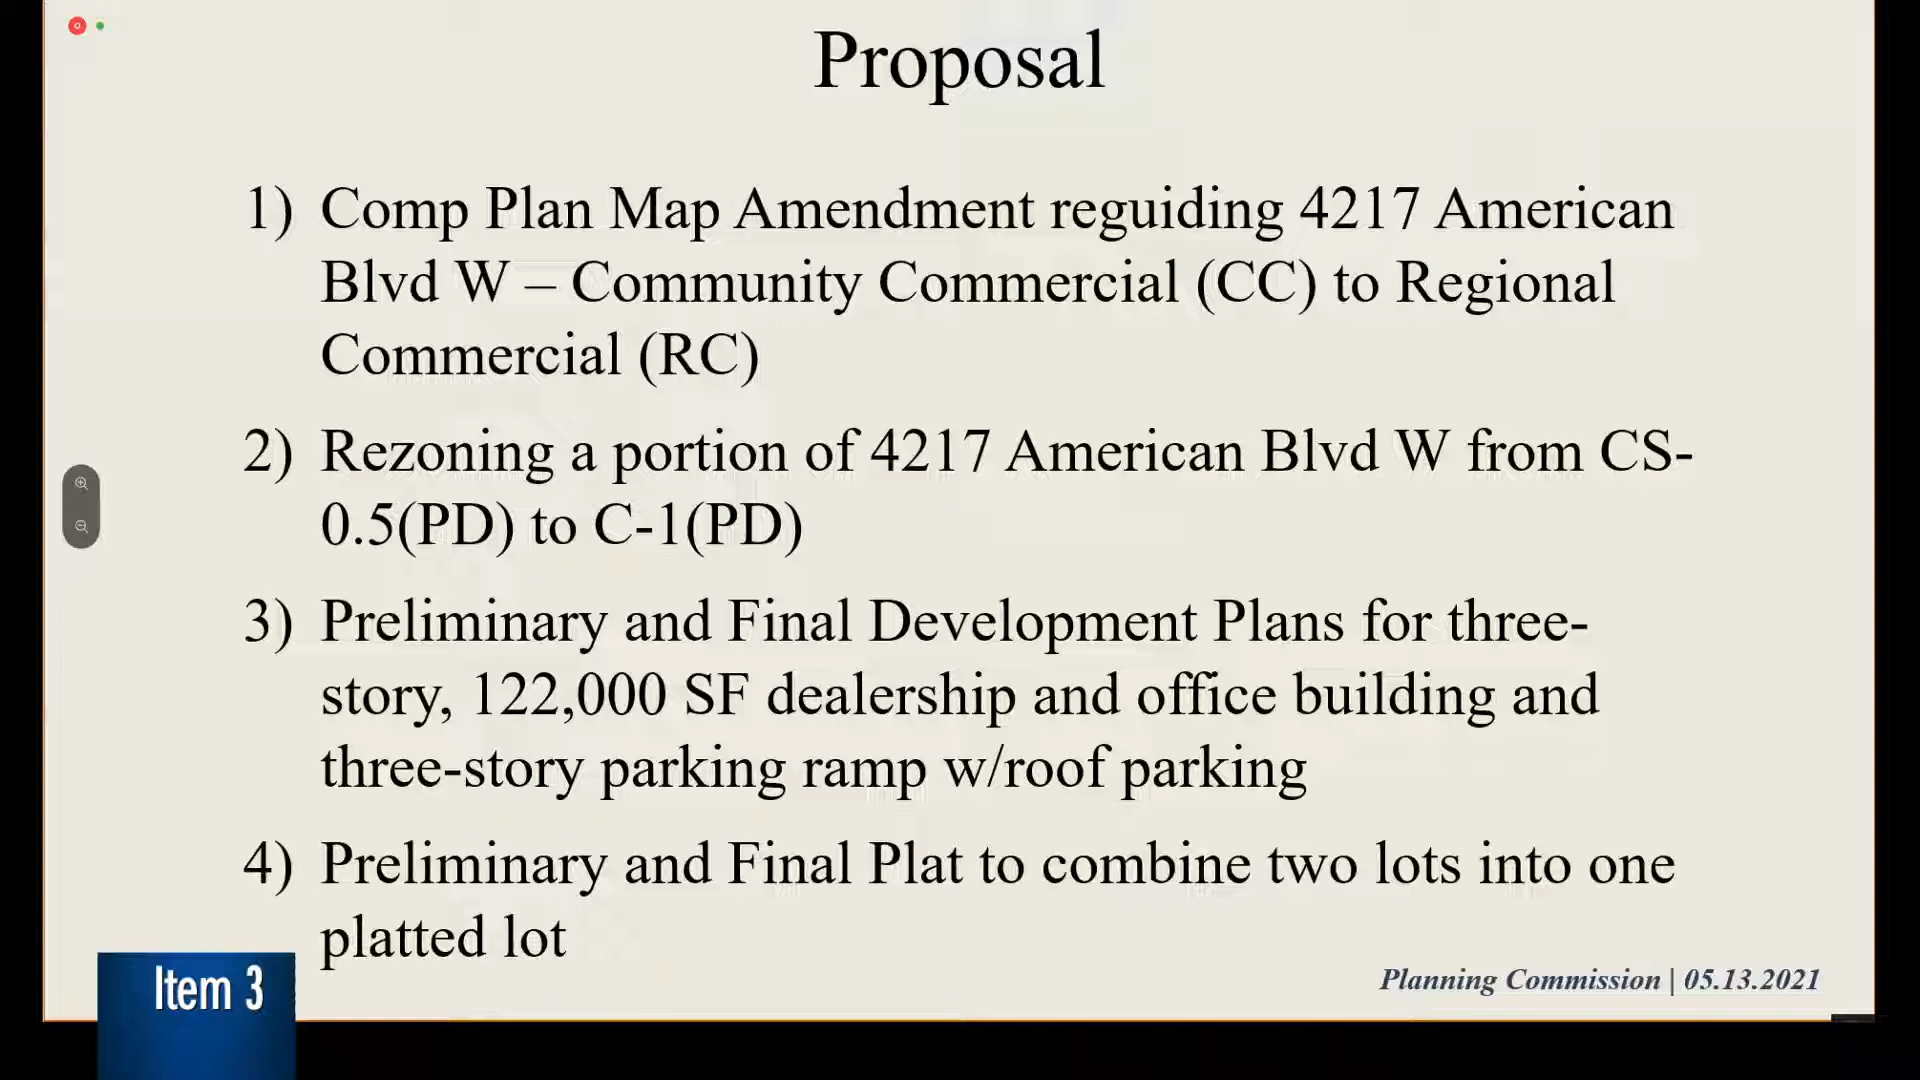 Proposal
1) Comp Plan Map Amendment reguiding 4217 American
Blvd W – Community Commercial (CC) to Regional
Commercial (RC)
2) Rezoning a portion of 4217 American Blvd W from CS-
0.5(PD) to C-1(PD)
3) Preliminary and Final Development Plans for three-
story, 122,000 SF dealership and office building and
three-story parking ramp w/roof parking
4) Preliminary and Final Plat to combine two lots into one
platted lot
Planning Commission | 05.13.2021
Item 3